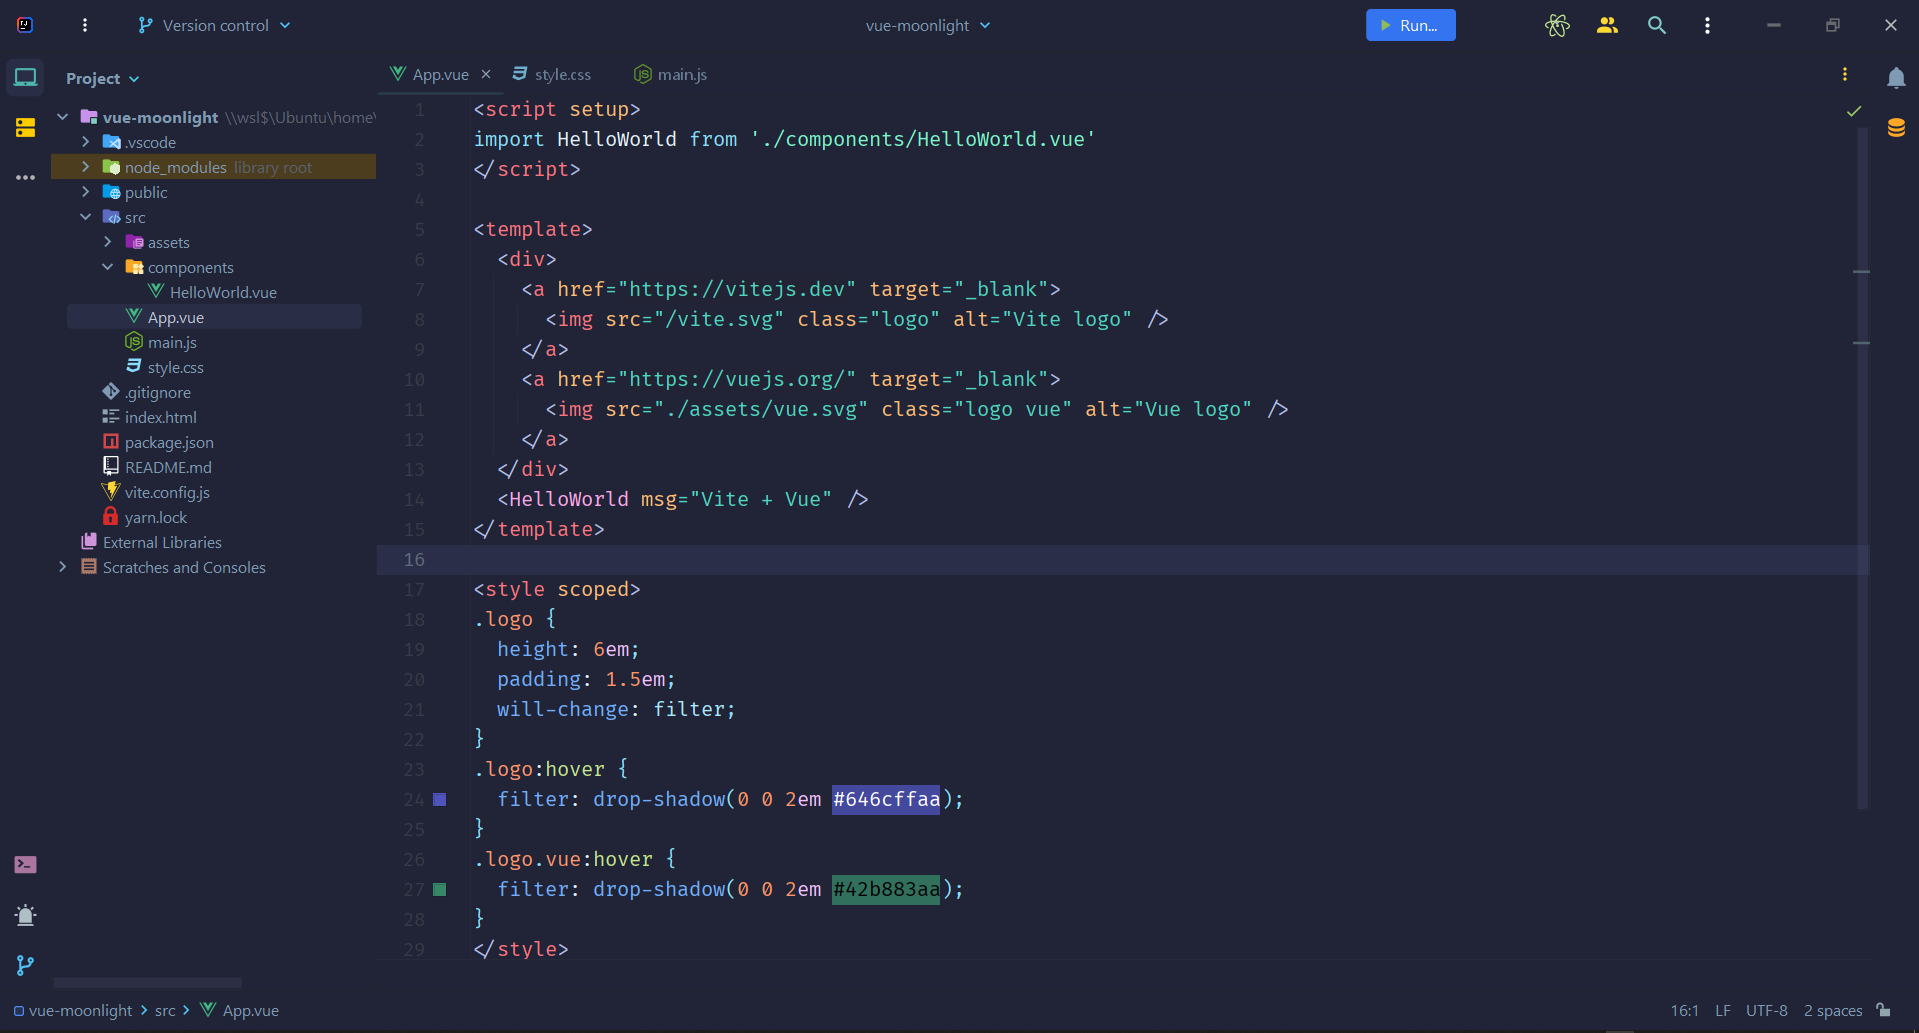 Version control
vue-moonlight
Run...
Project
App.vue
style.css
main.js
vue-moonlight \\wsl$\Ubuntu\home\
.vscode
node_modules library root
public
src
assets
components
HelloWorld.vue
App.vue
main.js
style.css
.gitignore
index.html
package.json
README.md
vite.config.js
yarn.lock
External Libraries
Scratches and Consoles
1 <script setup>
2 import HelloWorld from './components/HelloWorld.vue'
3 </script>
4
5 <template>
6 <div>
7 <a href="https://vitejs.dev" target="_blank">
8 <img src="/vite.svg" class="logo" alt="Vite logo" />
9 </a>
10 <a href="https://vuejs.org/" target="_blank">
11 <img src="./assets/vue.svg" class="logo vue" alt="Vue logo" />
12 </a>
13 </div>
14 <HelloWorld msg="Vite + Vue" />
15 </template>
16
17 <style scoped>
18 .logo {
19 height: 6em;
20 padding: 1.5em;
21 will-change: filter;
22 }
23 .logo:hover {
24 filter: drop-shadow(0 0 2em #646cffaa);
25 }
26 .logo.vue:hover {
27 filter: drop-shadow(0 0 2em #42b883aa);
28 }
29 </style>
vue-moonlight > src > App.vue
16:1 LF UTF-8 2 spaces